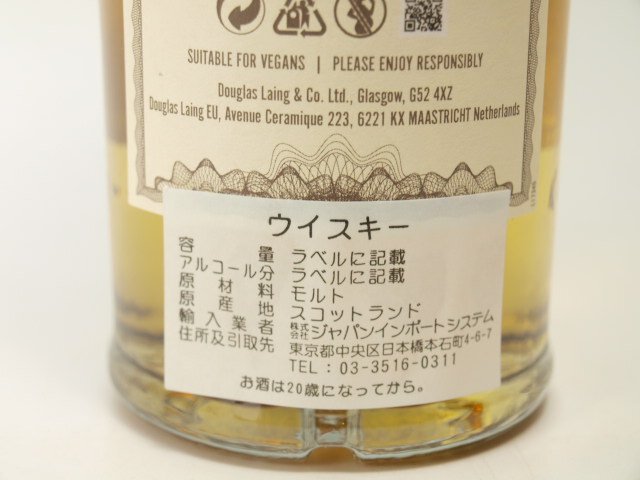 SUITABLE FOR VEGANS | PLEASE ENJOY RESPONSIBLY
Douglas Laing & Co. Ltd., Glasgow, G52 4XZ
Douglas Laing EU, Avenue Ceramique 223, 6221 KX MAASTRICHT Netherlands
ウイスキー
容量 ラベルに記載
アルコール分 ラベルに記載
原材料 モルト
原産地 スコットランド
輸入業者 株式会社ジャパンインポートシステム
住所及引取先 東京都中央区日本橋本石町4-6-7
TEL：03-3516-0311
お酒は20歳になってから。